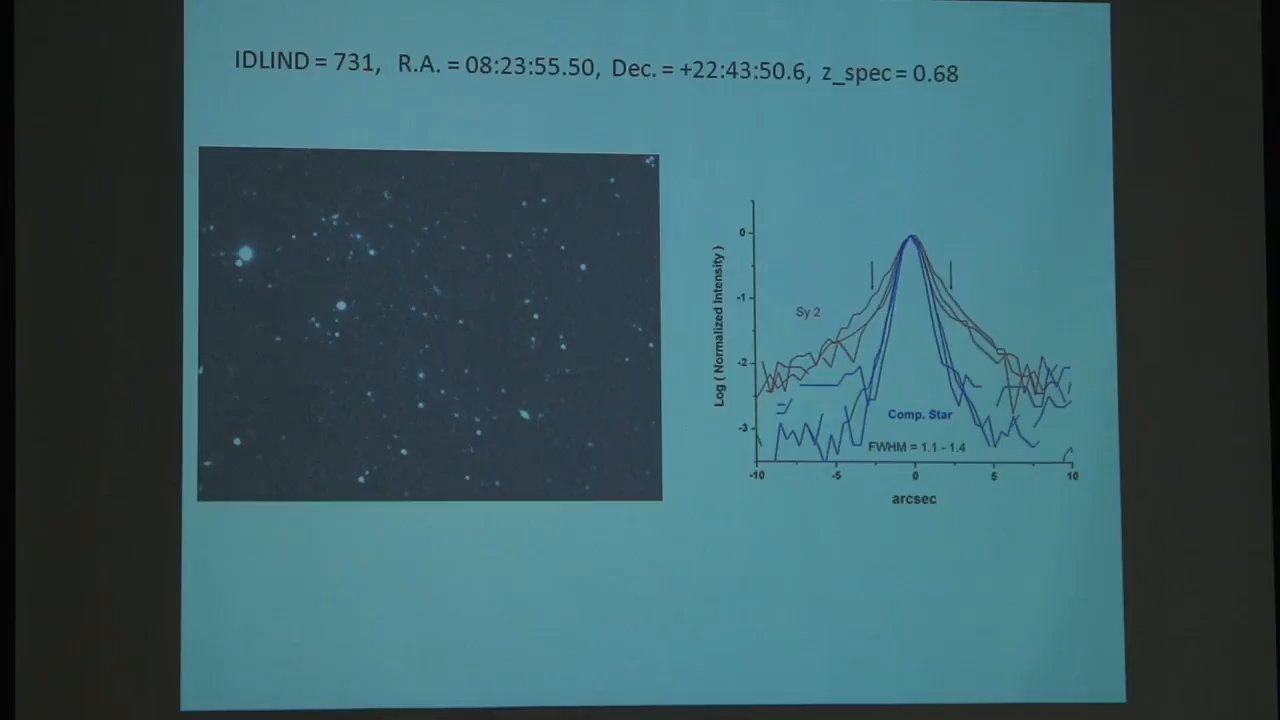 IDLIND = 731, R.A. = 08:23:55.50, Dec. = +22:43:50.6, z_spec = 0.68
0
-1
Sy 2
-2
Log ( Normalized Intensity )
Comp. Star
-3
FWHM = 1.1 - 1.4
-10 -5 0 5 10
arcsec